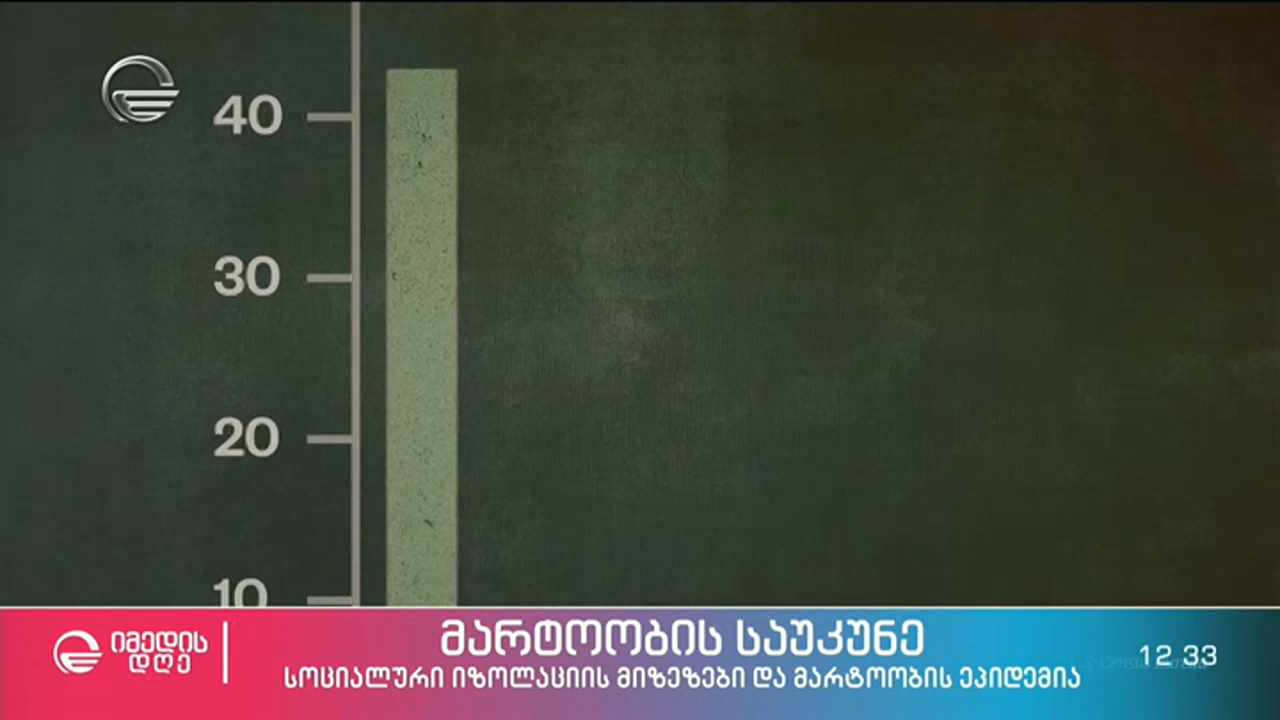 40
30
20
10
იმედის
დღე
მარტოობის საუკუნე
სოციალური იზოლაციის მიზეზები და მარტოობის ეპიდემია
12 33